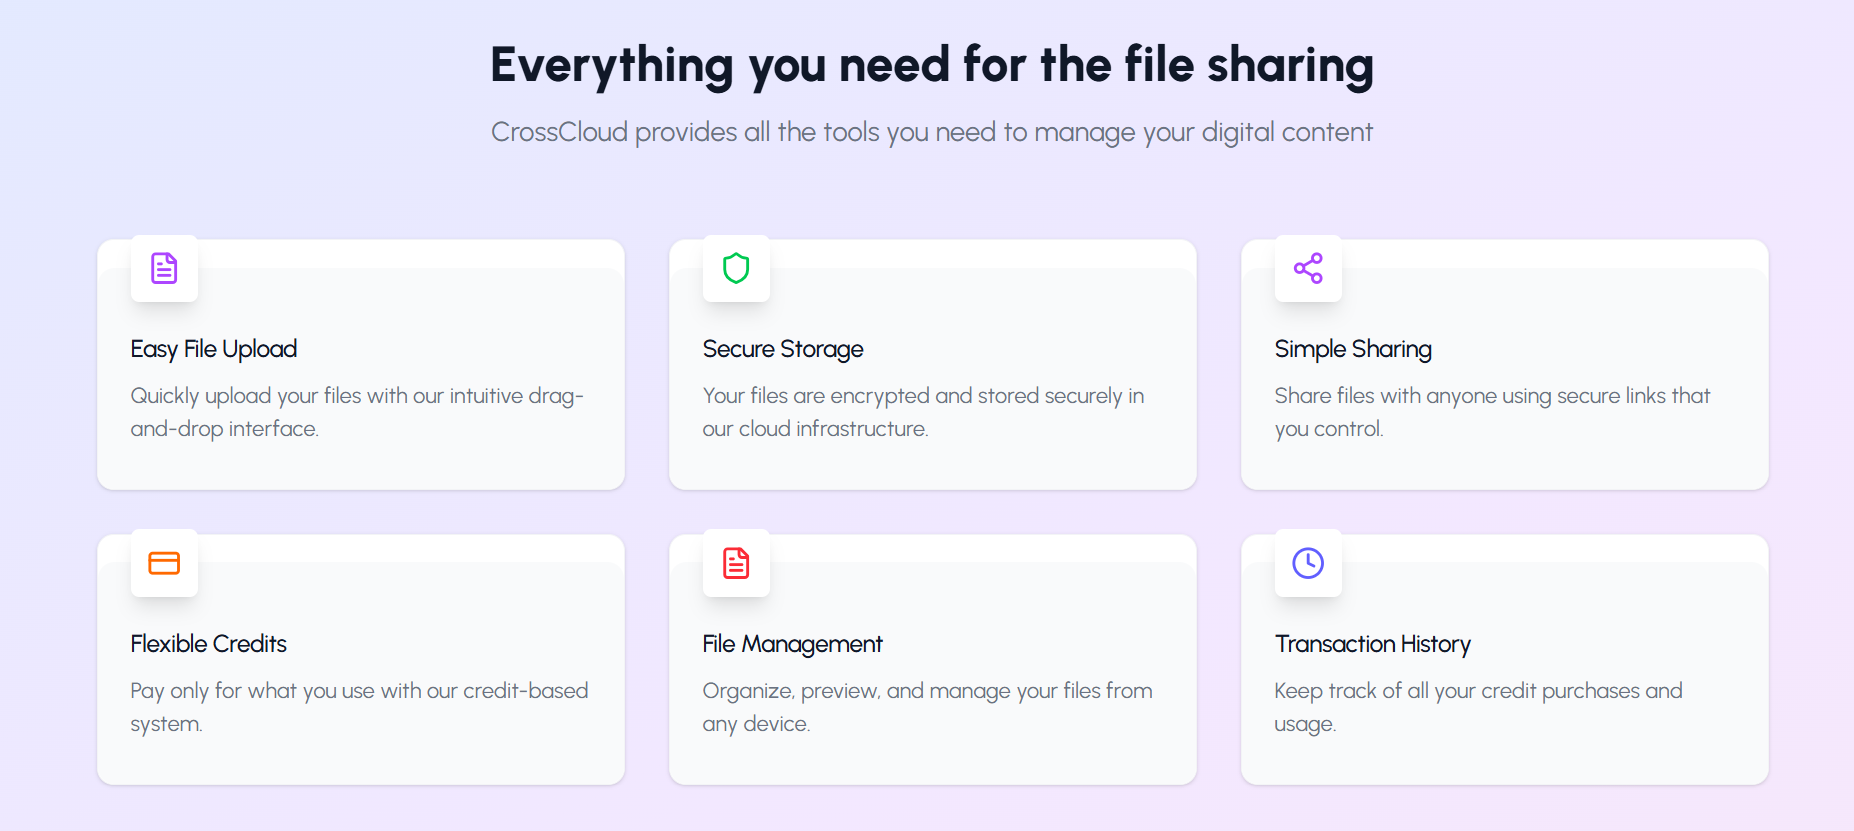 Everything you need for the file sharing
CrossCloud provides all the tools you need to manage your digital content
Easy File Upload
Quickly upload your files with our intuitive drag-
and-drop interface.
Secure Storage
Your files are encrypted and stored securely in
our cloud infrastructure.
Simple Sharing
Share files with anyone using secure links that
you control.
Flexible Credits
Pay only for what you use with our credit-based
system.
File Management
Organize, preview, and manage your files from
any device.
Transaction History
Keep track of all your credit purchases and
usage.